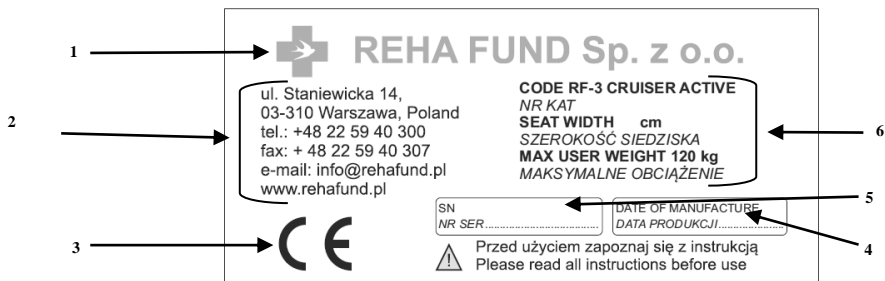 1
REHA FUND Sp. z o.o.
2
ul. Staniewicka 14,
03-310 Warszawa, Poland
tel.: +48 22 59 40 300
fax: + 48 22 59 40 307
e-mail: info@rehafund.pl
www.rehafund.pl
CODE RF-3 CRUISER ACTIVE
NR KAT
SEAT WIDTH cm
SZEROKOŚĆ SIEDZISKA
MAX USER WEIGHT 120 kg
MAKSYMALNE OBCIĄŻENIE
6
3
CE
SN
NR SER...................................
5
DATE OF MANUFACTURE
DATA PRODUKCJI....................
4
Przed użyciem zapoznaj się z instrukcją
Please read all instructions before use